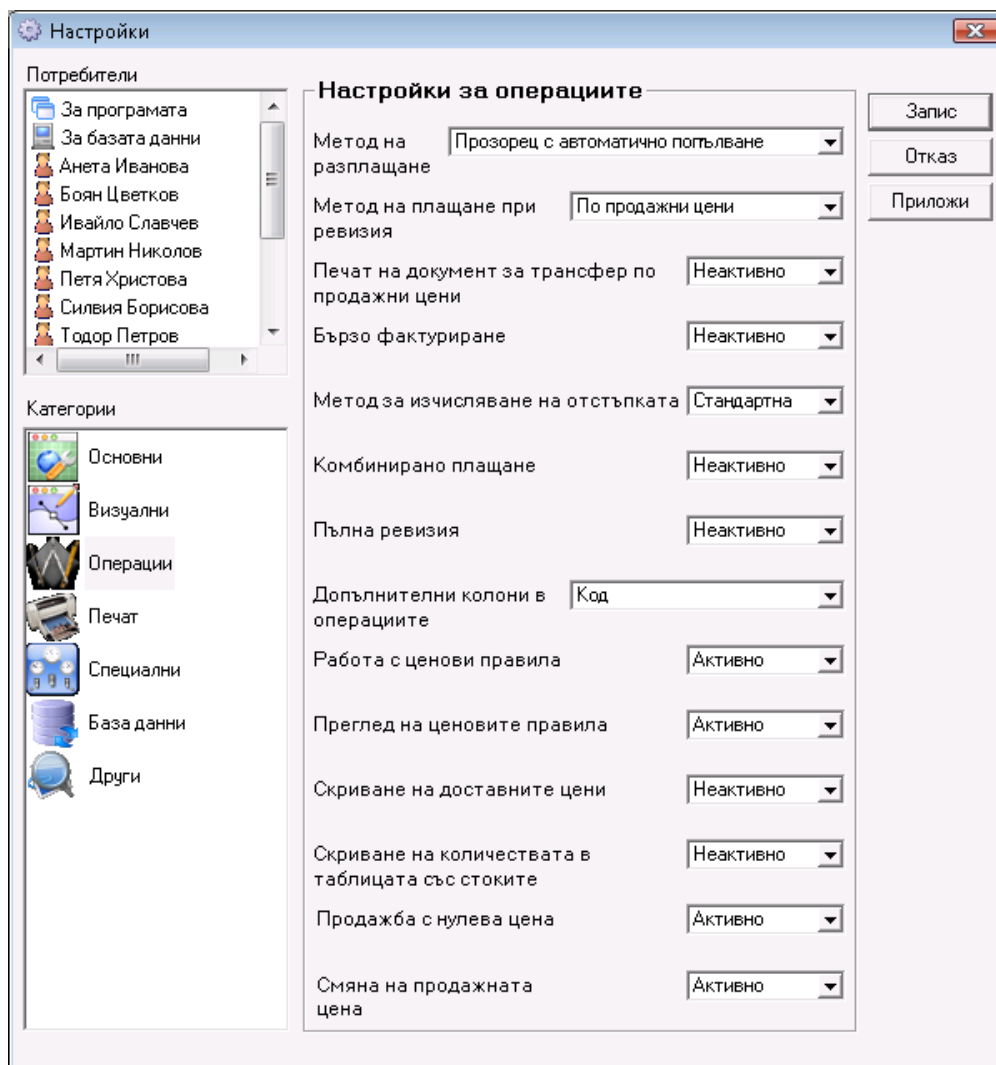 Настройки
Потребители
За програмата
За базата данни
Анета Иванова
Боян Цветков
Ивайло Славчев
Мартин Николов
Петя Христова
Силвия Борисова
Тодор Петров
Категории
Основни
Визуални
Операции
Печат
Специални
База данни
Други
Настройки за операциите
Метод на разплащане
Прозорец с автоматично попълване
Метод на плащане при ревизия
По продажни цени
Печат на документ за трансфер по продажни цени
Неактивно
Бързо фактуриране
Неактивно
Метод за изчисляване на отстъпката
Стандартна
Комбинирано плащане
Неактивно
Пълна ревизия
Неактивно
Допълнителни колони в операциите
Код
Работа с ценови правила
Активно
Преглед на ценовите правила
Активно
Скриване на доставните цени
Неактивно
Скриване на количествата в таблицата със стоките
Неактивно
Продажба с нулева цена
Активно
Смяна на продажната цена
Активно
Запис
Отказ
Приложи